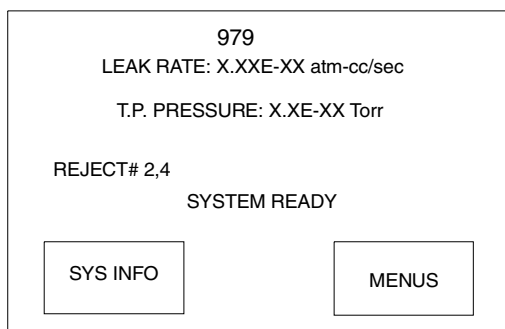 979
LEAK RATE: X.XXE-XX atm-cc/sec
T.P. PRESSURE: X.XE-XX Torr
REJECT# 2,4
SYSTEM READY
SYS INFO
MENUS